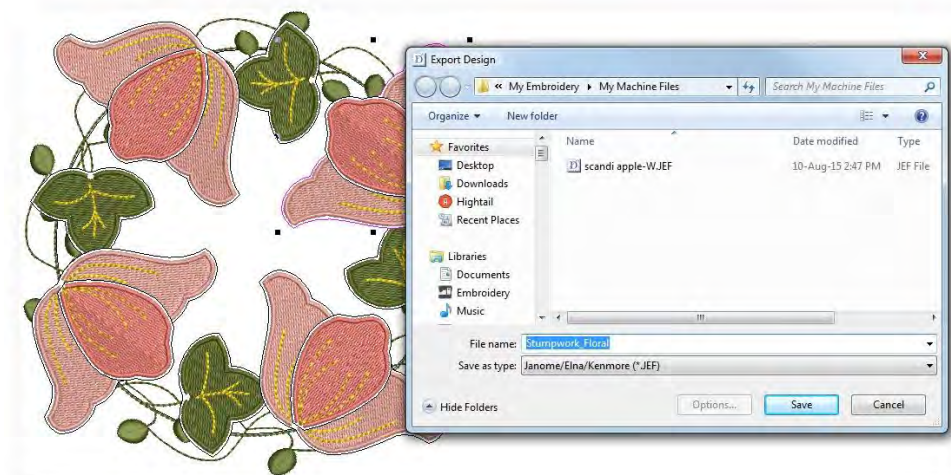 Export Design
« My Embroidery ▸ My Machine Files
Search My Machine Files
Organize ▾ New folder
Favorites
Desktop
Downloads
Hightail
Recent Places
Libraries
Documents
Embroidery
Music
Name Date modified Type
scandi apple-W.JEF 10-Aug-15 2:47 PM JEF File
File name: Stumpwork_Floral
Save as type: Janome/Elna/Kenmore (*.JEF)
Hide Folders Options... Save Cancel